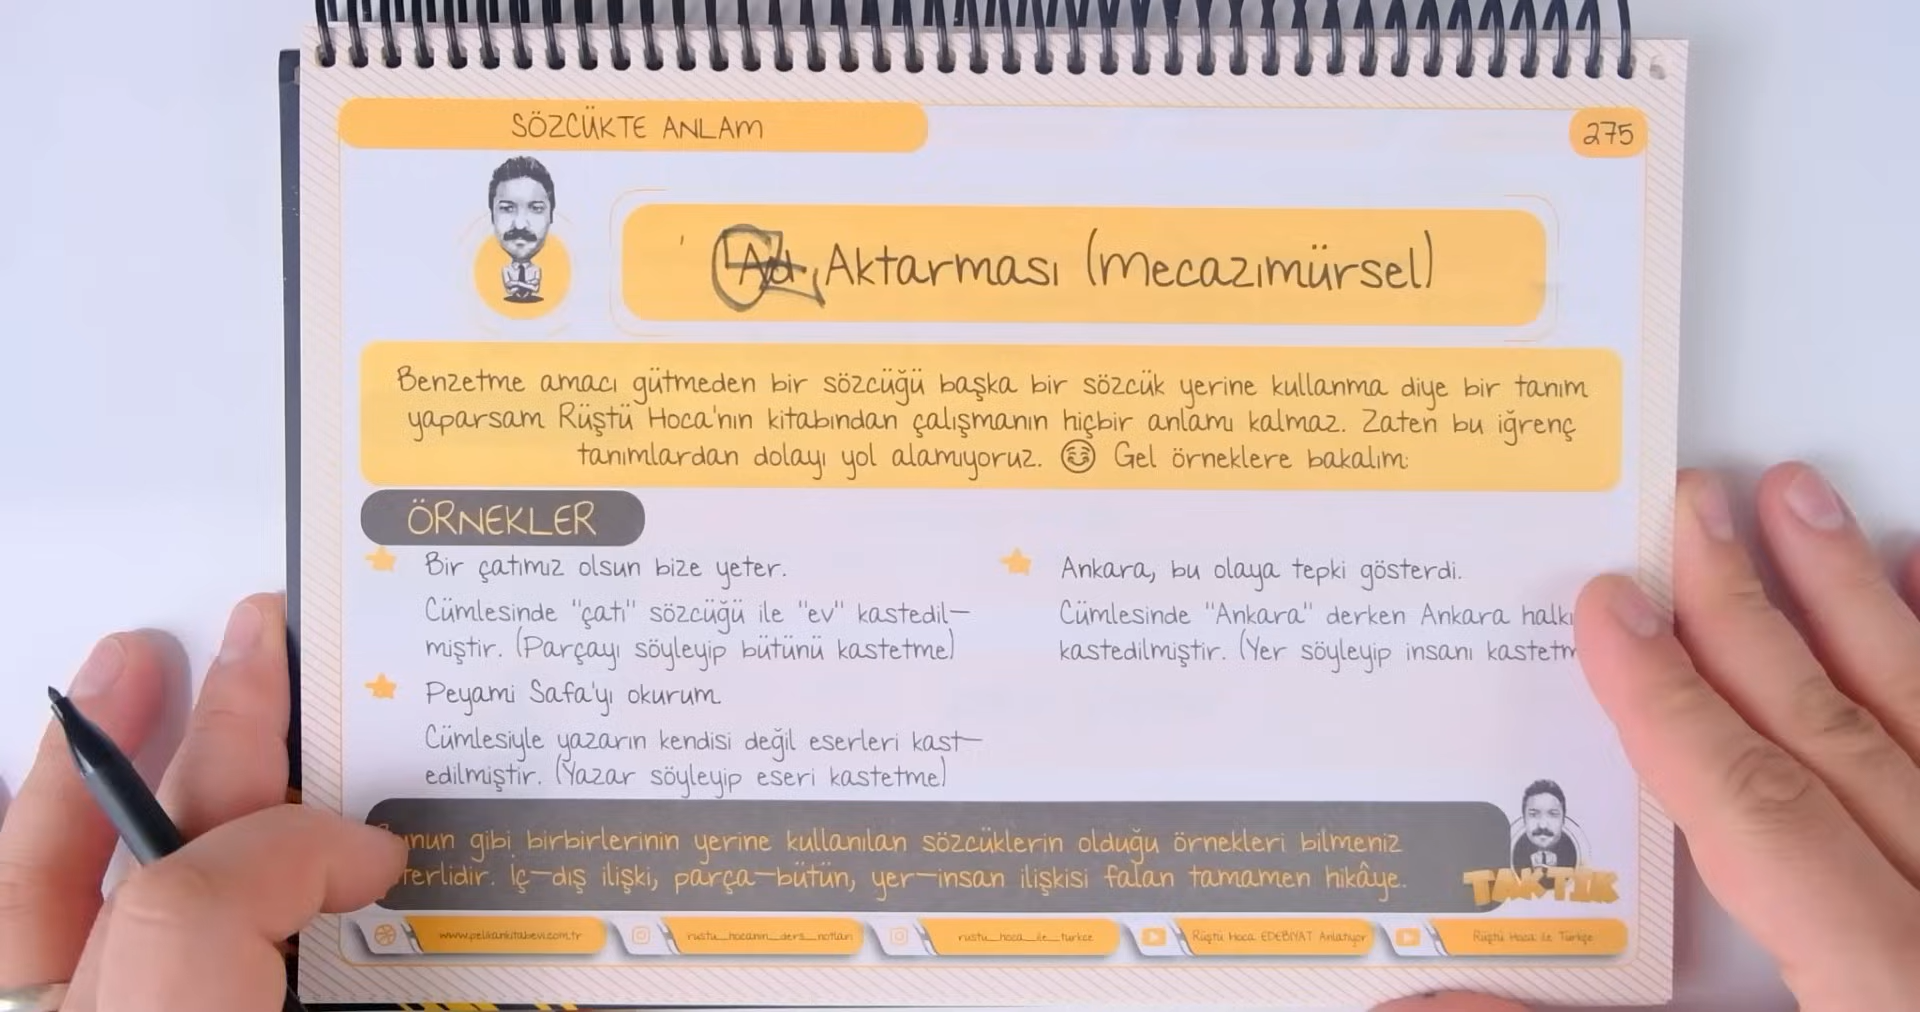 SÖZCÜKTE ANLAM
275
Ad Aktarması (Mecazımürsel)
Benzetme amacı gütmeden bir sözcüğü başka bir sözcük yerine kullanma diye bir tanım
yaparsam Rüştü Hoca'nın kitabından çalışmanın hiçbir anlamı kalmaz. Zaten bu iğrenç
tanımlardan dolayı yol alamıyoruz. Gel örneklere bakalım:
ÖRNEKLER
Bir çatımız olsun bize yeter.
Cümlesinde "çatı" sözcüğü ile "ev" kastedil-
miştir. (Parçayı söyleyip bütünü kastetme)
Peyami Safa'yı okurum.
Cümlesiyle yazarın kendisi değil eserleri kast-
edilmiştir. (Yazar söyleyip eseri kastetme)
Ankara, bu olaya tepki gösterdi.
Cümlesinde "Ankara" derken Ankara halkı
kastedilmiştir. (Yer söyleyip insanı
gibi birbirlerinin yerine kullanılan sözcüklerin olduğu örnekleri bilmeniz
İç-dış ilişki, parça-bütün, yer-insan ilişkisi falan tamamen hikâye.
TAKTİK
www.pelikankitabevi.com.tr
rustu_hocanin_ders_notlari
rustu_hoca_ile_turkce
Rüştü Hoca EDEBİYAT Anlatıyor
Rüştü Hoca ile Türkçe